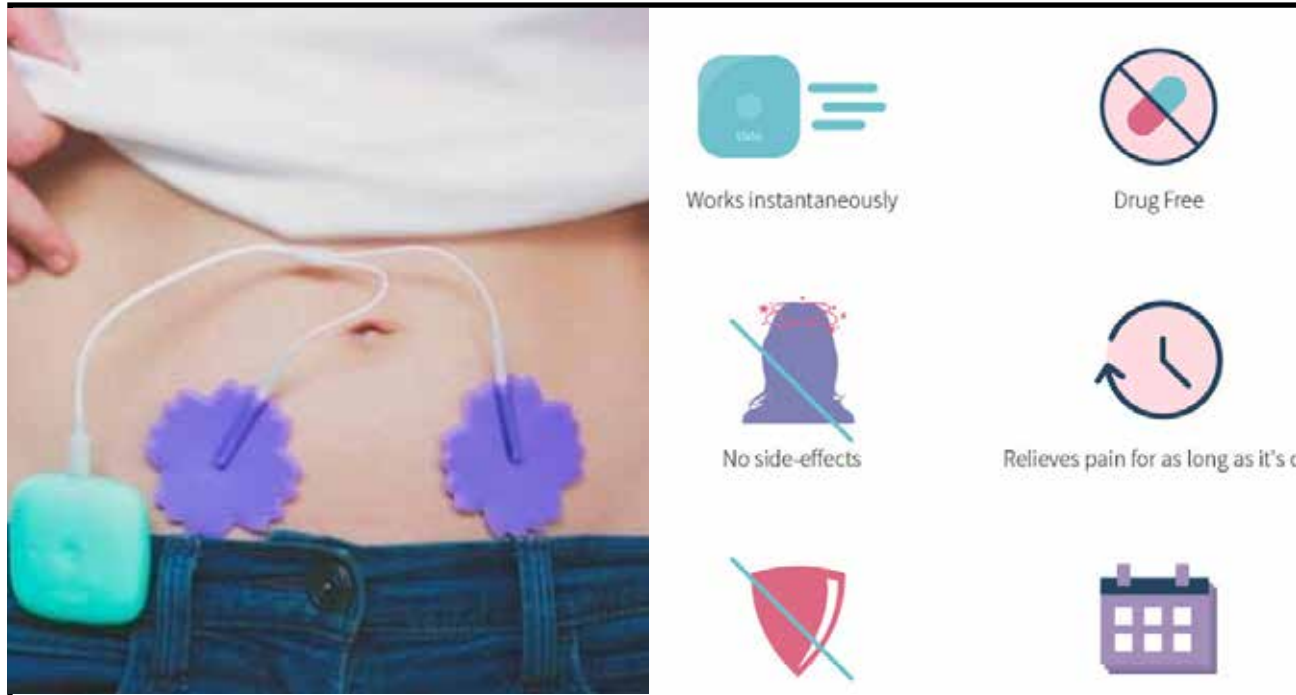 Works instantaneously
Drug Free
No side-effects
Relieves pain for as long as it's